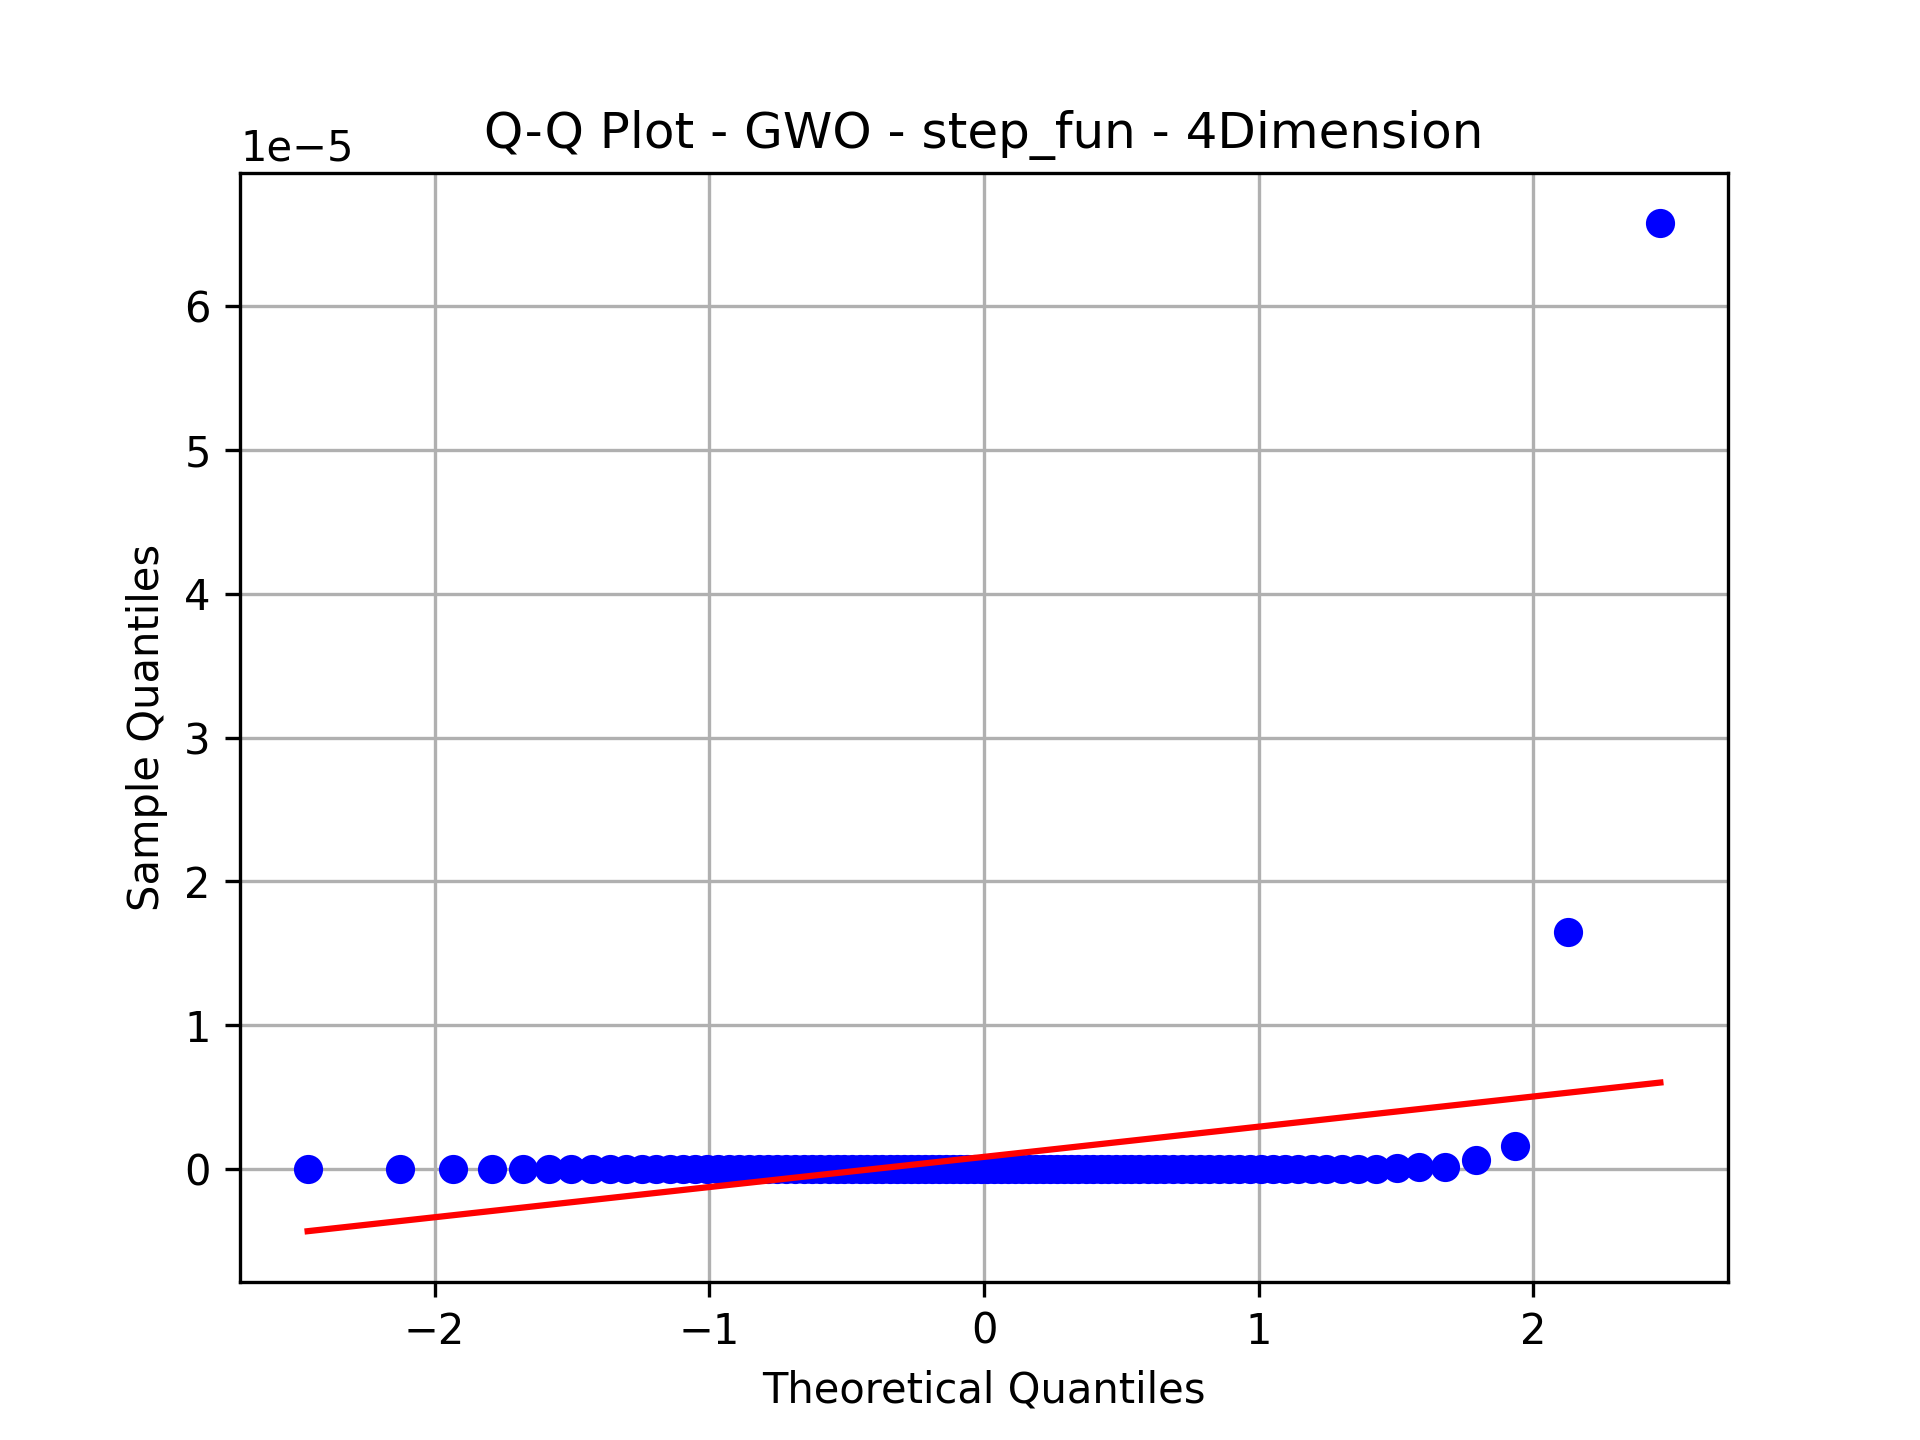 Q-Q Plot - GWO - step_fun - 4Dimension
1e−5
6
5
4
3
2
1
0
Sample Quantiles
−2 −1 0 1 2
Theoretical Quantiles